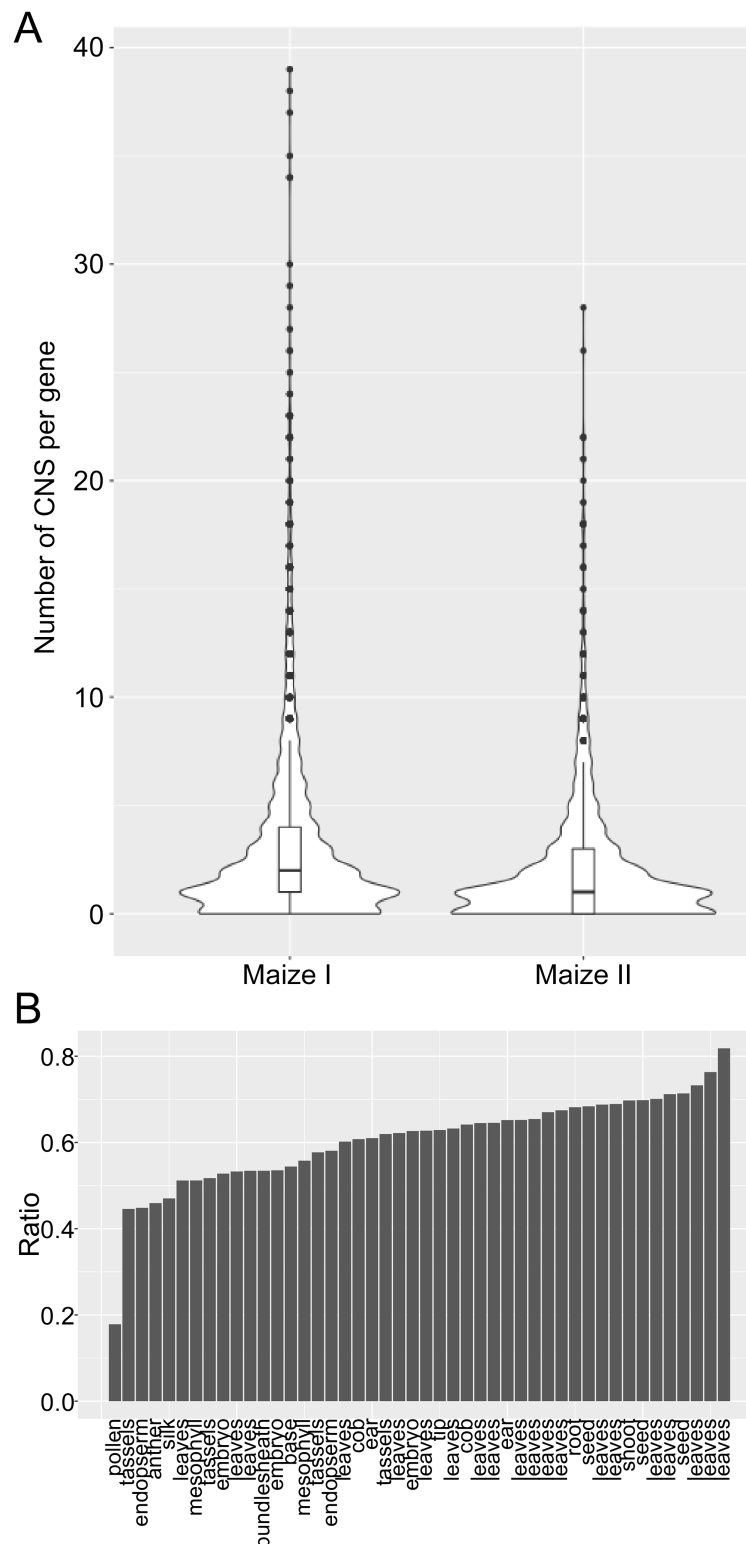 A
Number of CNS per gene
40
30
20
10
0
Maize I
Maize II
B
Ratio
0.8
0.6
0.4
0.2
0.0
pollen
tassels
endopserm
anther
silk
leaves
mesophyll
tassels
embryo
leaves
leaves
oundlesheath
embryo
base
mesophyll
tassels
endopserm
leaves
cob
ear
tassels
leaves
embryo
leaves
tip
leaves
cob
leaves
leaves
ear
leaves
leaves
leaves
leaves
root
seed
leaves
leaves
shoot
seed
leaves
leaves
seed
leaves
leaves
leaves